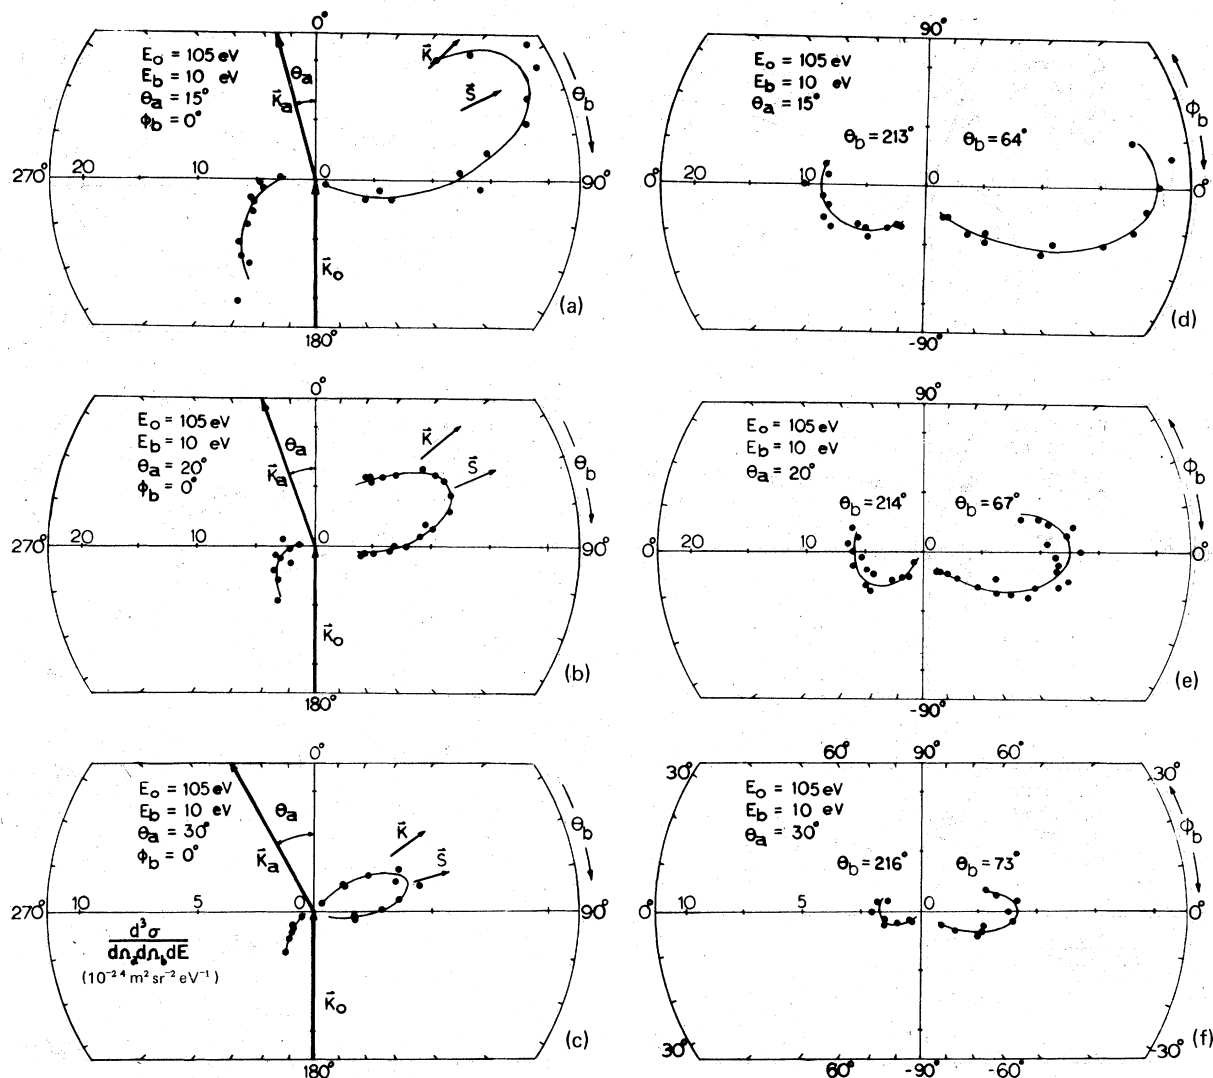 0°
E₀ = 105 eV
E_b = 10 eV
θ_a = 15°
ϕ_b = 0°
θ_a
K⃗_a
K⃗
S⃗
θ_b
270° 20 10 0 90°
K⃗₀
180°
(a)
90°
E₀ = 105 eV
E_b = 10 eV
θ_a = 15°
ϕ_b
θ_b = 213° θ_b = 64°
0° 20 10 0 0°
-90°
(d)
0°
E₀ = 105 eV
E_b = 10 eV
θ_a = 20°
ϕ_b = 0°
θ_a
K⃗_a
K⃗
S⃗
θ_b
270° 20 10 0 90°
K⃗₀
180°
(b)
90°
E₀ = 105 eV
E_b = 10 eV
θ_a = 20°
ϕ_b
θ_b = 214° θ_b = 67°
0° 20 10 0 0°
-90°
(e)
0°
E₀ = 105 eV
E_b = 10 eV
θ_a = 30°
ϕ_b = 0°
θ_a
K⃗_a
K⃗
S⃗
θ_b
270° 10 5 0 90°
d³σ
dΩ_a dΩ_b dE
(10⁻²⁴ m² sr⁻² eV⁻¹)
K⃗₀
180°
(c)
60° 90° 60°
30° -30°
E₀ = 105 eV
E_b = 10 eV
θ_a = 30°
ϕ_b
θ_b = 216° θ_b = 73°
0° 10 5 0 0°
30° -30°
60° -90° -60°
(f)